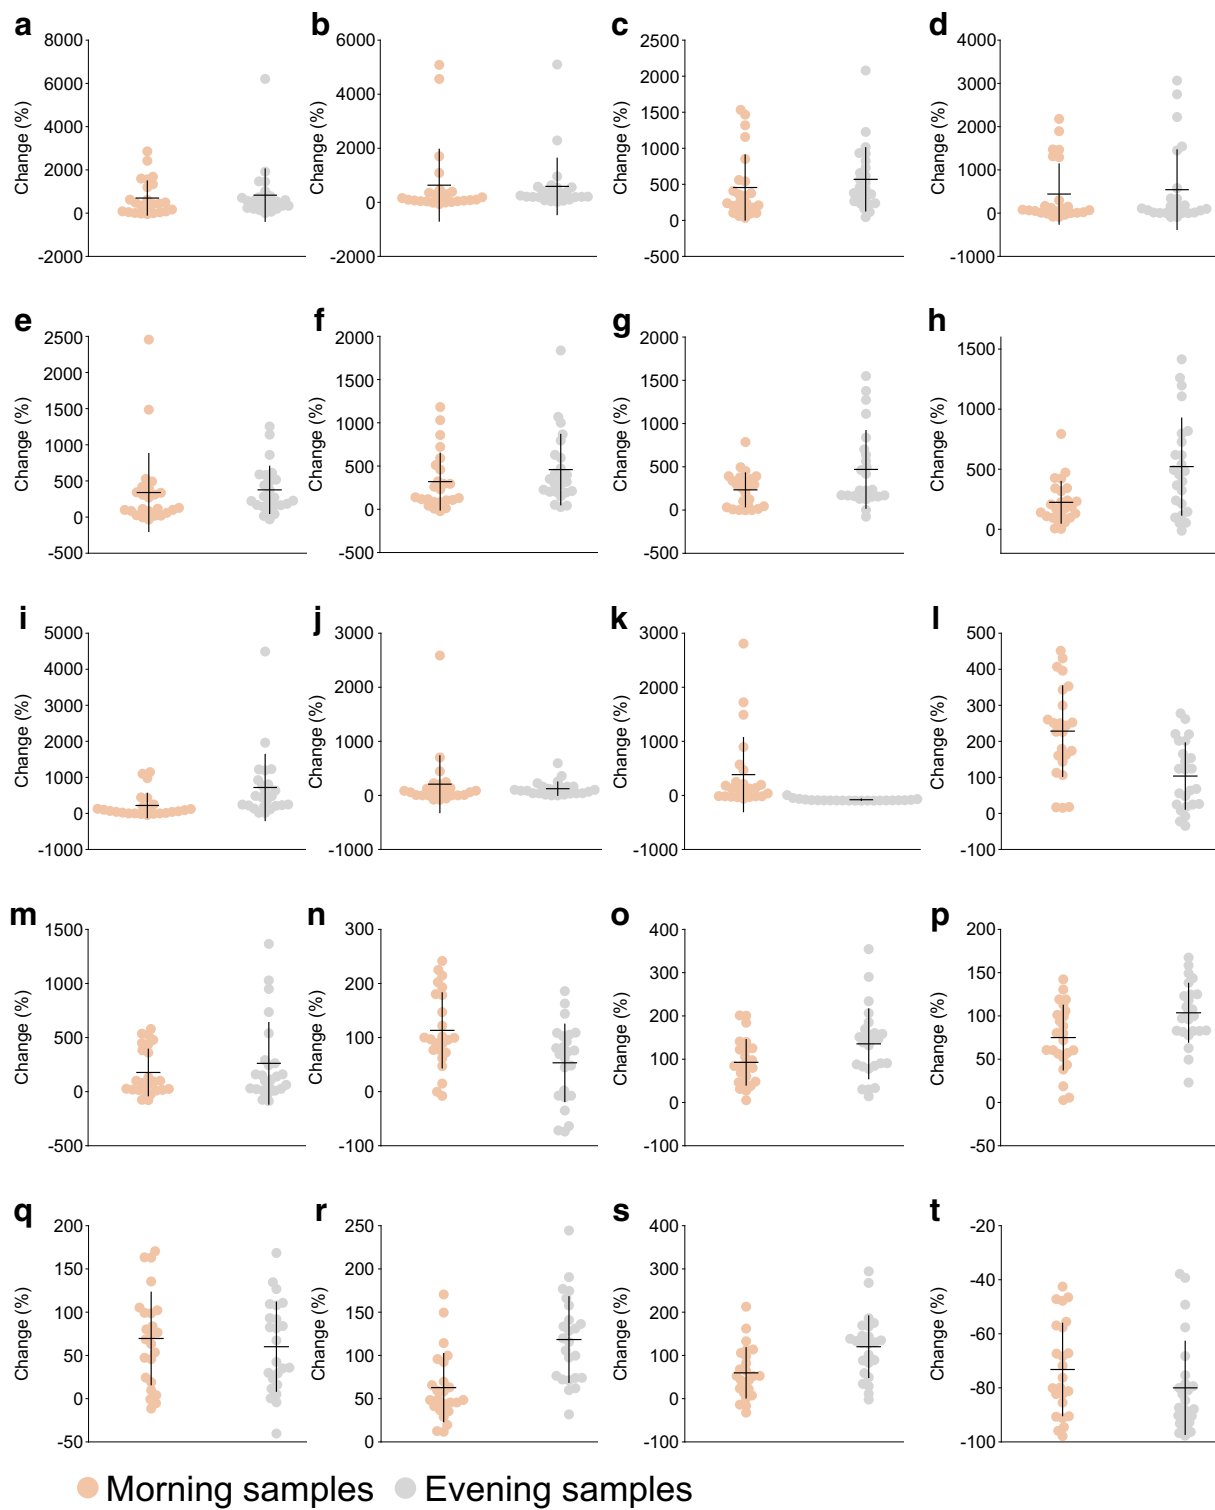 a b c d
8000 6000 2500 4000
6000 4000 2000 3000
4000 2000 1500 2000
2000 0 1000 1000
0 -2000 500 0
-2000 0 -1000
-500
Change (%) Change (%) Change (%) Change (%)
e f g h
2500 2000 2000 1500
2000 1500 1500 1000
1500 1000 1000 500
1000 500 500 0
500 0 0
0 -500 -500
-500
Change (%) Change (%) Change (%) Change (%)
i j k l
5000 3000 3000 500
4000 2000 2000 400
3000 1000 1000 300
2000 0 0 200
1000 -1000 -1000 100
0 0
-1000 -100
Change (%) Change (%) Change (%) Change (%)
m n o p
1500 300 400 200
1000 200 300 150
500 100 200 100
0 0 100 50
-500 -100 0 0
-100 -50
Change (%) Change (%) Change (%) Change (%)
q r s t
200 250 400 -20
150 200 300 -40
100 150 200 -60
50 100 100 -80
0 50 0 -100
-50 0 -100
Change (%) Change (%) Change (%) Change (%)
Morning samples Evening samples